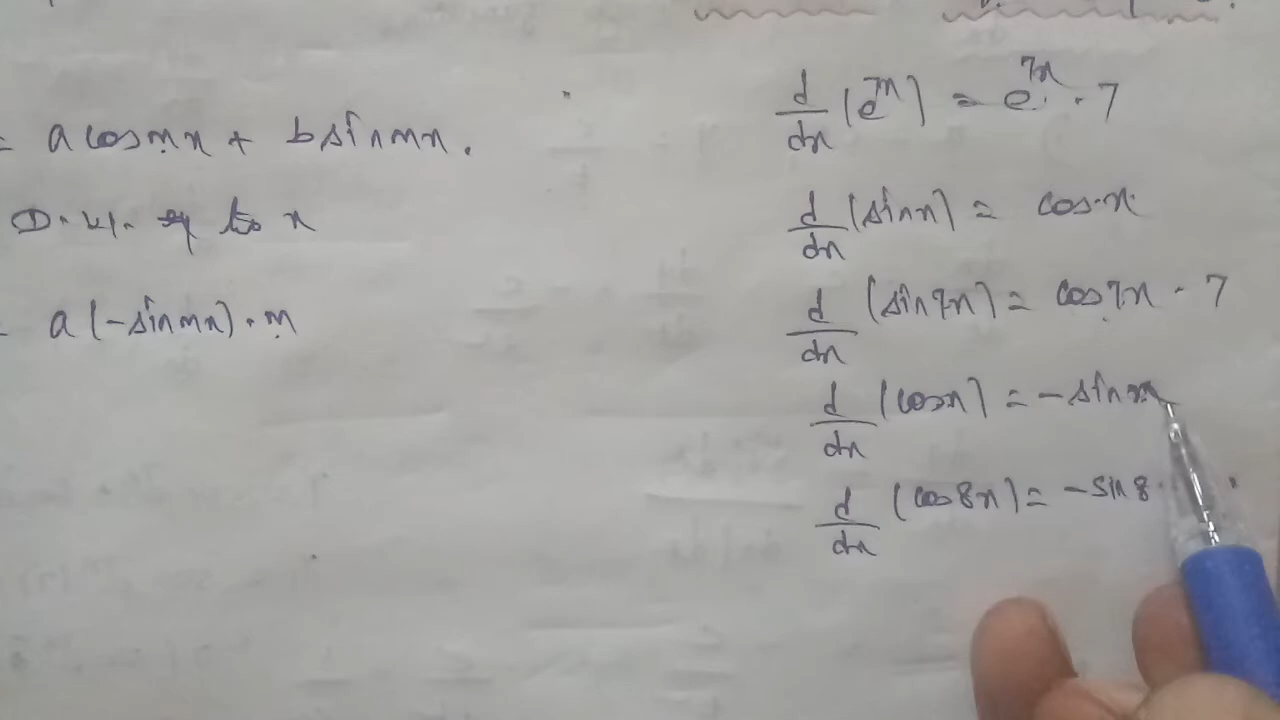 = a cos mx + b sin mx.
D. w. to x
= a (-sin mx) . m
d/dx (e^7x) = e^7x . 7
d/dx (sin x) = cos x
d/dx (sin 7x) = cos 7x . 7
d/dx (cos x) = - sin x
d/dx (cos 8x) = - sin 8